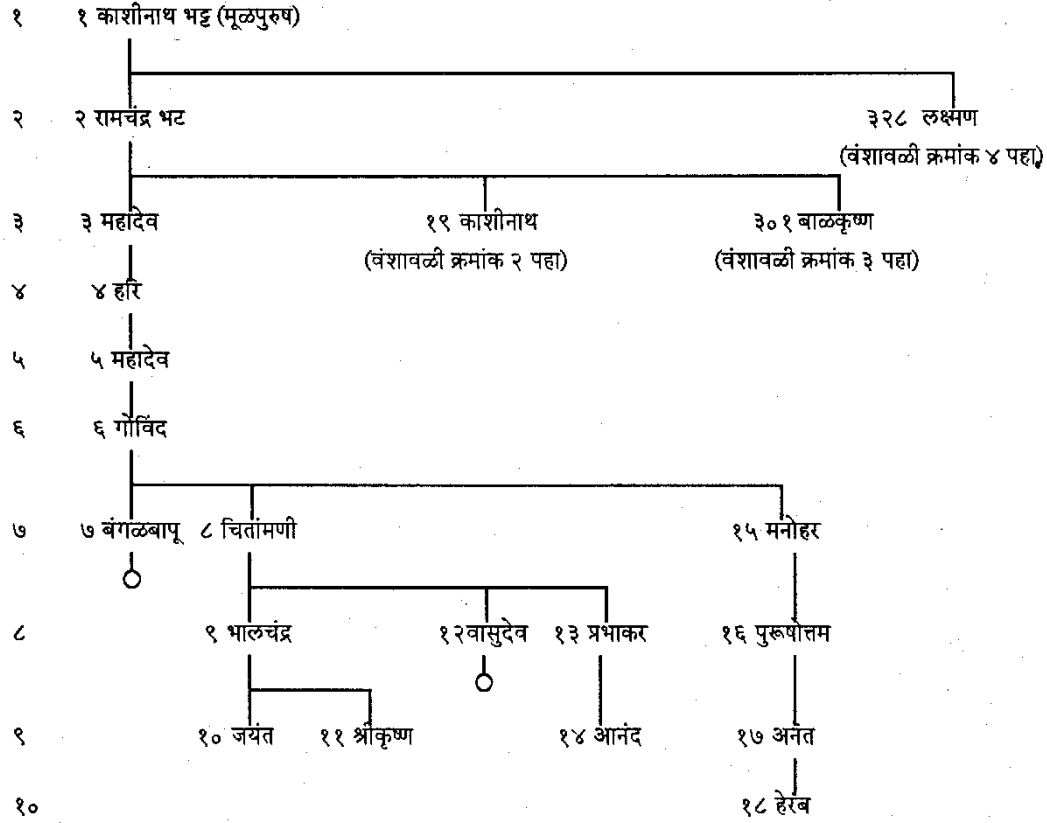 १ १ काशीनाथ भट्ट (मूळपुरुष)
२ २ रामचंद्र भट ३२८ लक्ष्मण
(वंशावळी क्रमांक ४ पहा)
३ ३ महादेव १९ काशीनाथ ३०१ बाळकृष्ण
(वंशावळी क्रमांक २ पहा) (वंशावळी क्रमांक ३ पहा)
४ ४ हरि
५ ५ महादेव
६ ६ गोविंद
७ ७ बंगळबापू ८ चितांमणी १५ मनोहर
८ ९ भालचंद्र १२वासुदेव १३ प्रभाकर १६ पुरूषोत्तम
९ १० जयंत ११ श्रीकृष्ण १४ आनंद १७ अनंत
१० १८ हेरंब